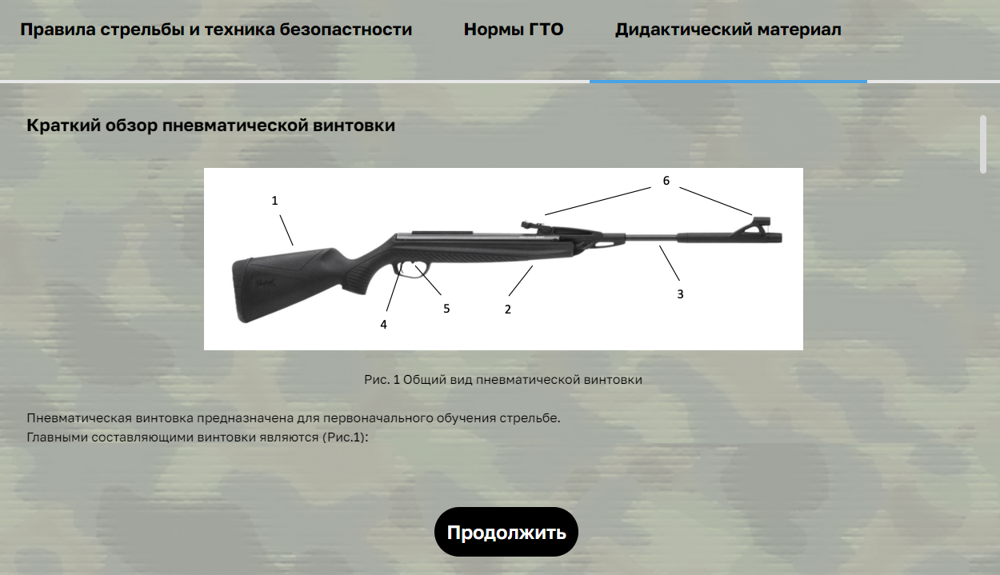 Правила стрельбы и техника безопастности
Нормы ГТО
Дидактический материал
Краткий обзор пневматической винтовки
6
1
3
5
2
4
Рис. 1 Общий вид пневматической винтовки
Пневматическая винтовка предназначена для первоначального обучения стрельбе.
Главными составляющими винтовки являются (Рис.1):
Продолжить